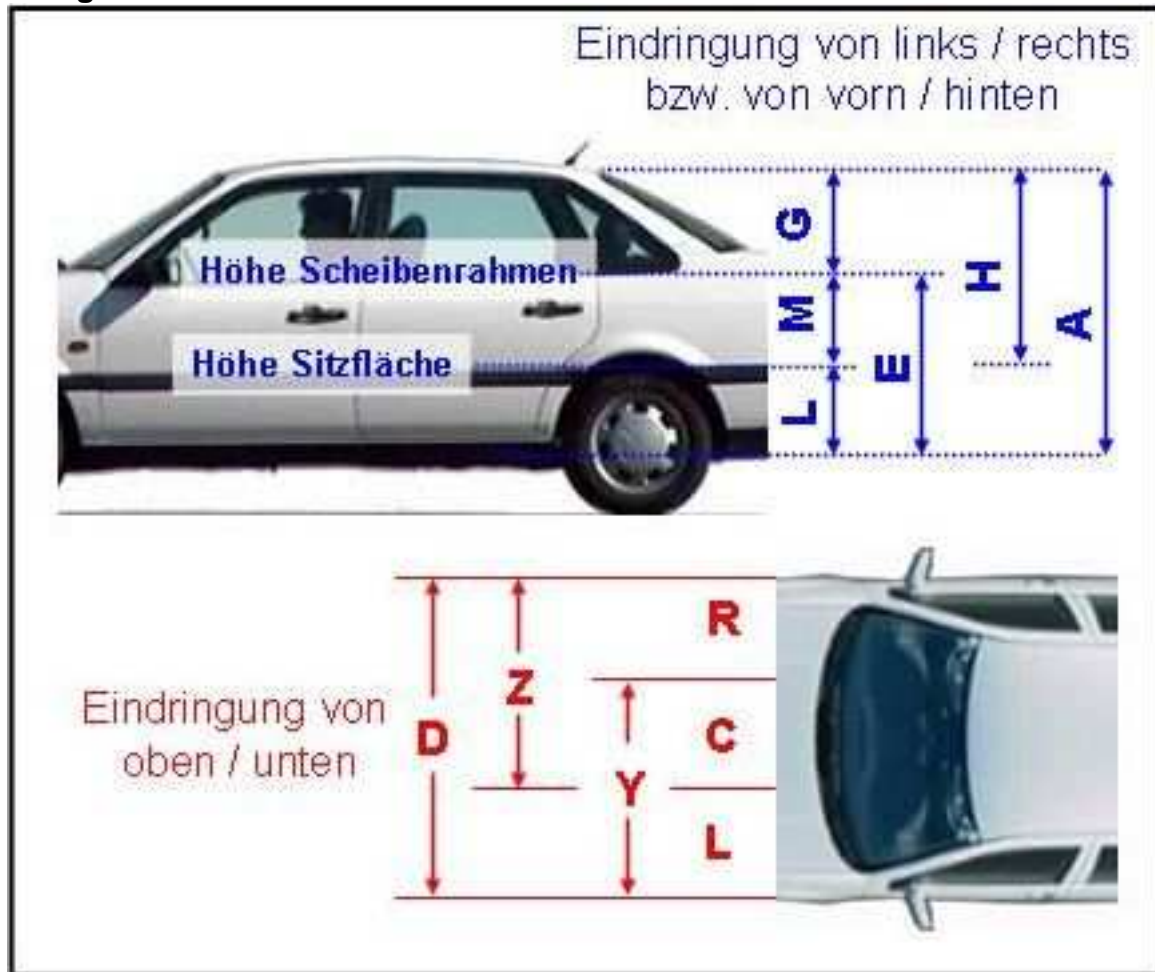 Eindringung von links / rechts
bzw. von vorn / hinten
G
H
Höhe Scheibenrahmen
M
A
Höhe Sitzfläche
E
L
R
Z
Eindringung von
D
C
oben / unten
Y
L